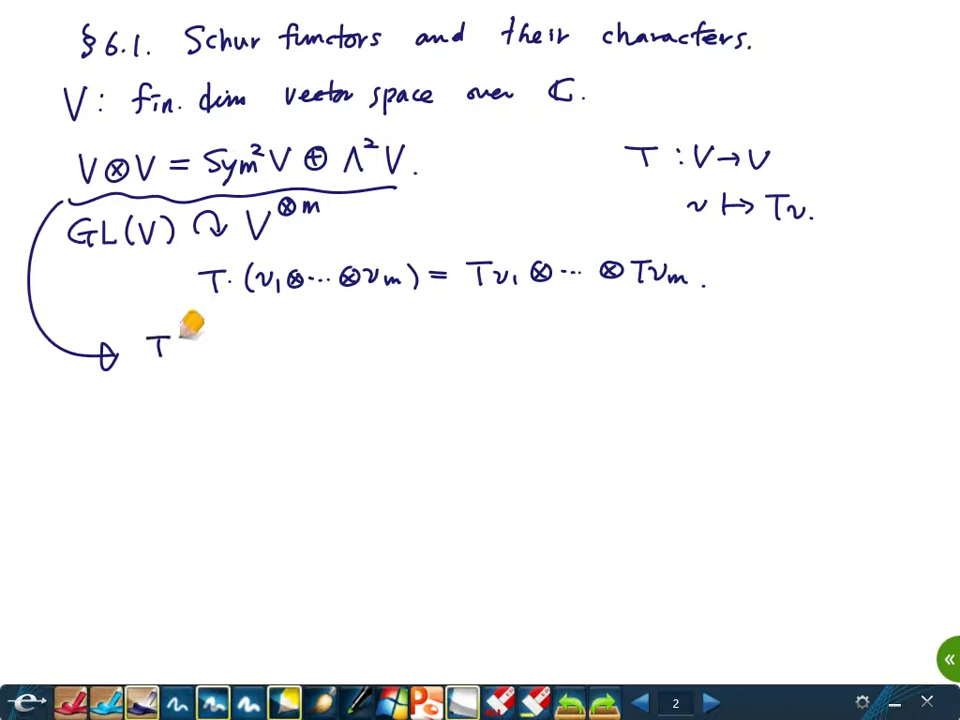 § 6.1. Schur functors and their characters.
V : fin. dim vector space over ℂ.
V⊗V = Sym²V ⊕ Λ²V.
T : V→V
v ↦ Tv.
GL(V) ↷ V^{⊗m}
T·(v₁⊗···⊗vₘ) = Tv₁ ⊗ ··· ⊗ Tvₘ.
T
2